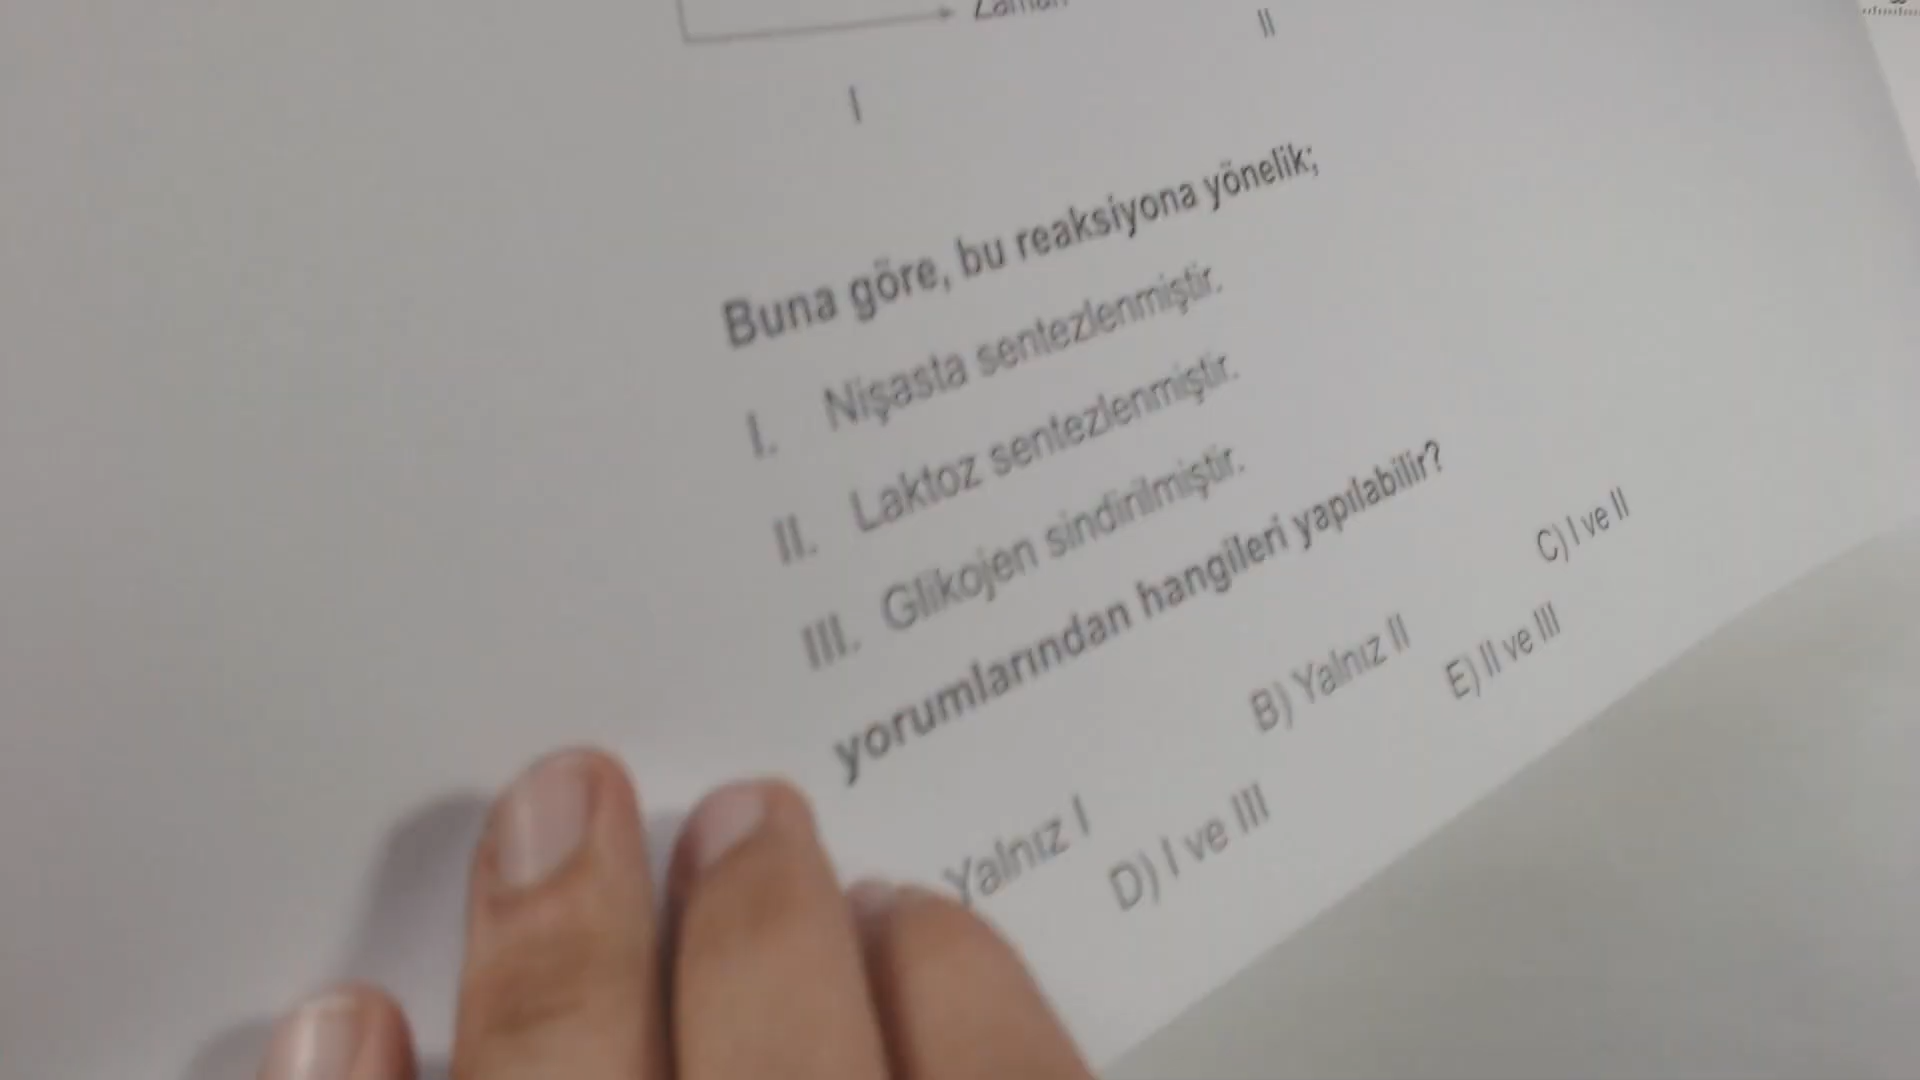 Zaman
I
II
Buna göre, bu reaksiyona yönelik;
I. Nişasta sentezlenmiştir.
II. Laktoz sentezlenmiştir.
III. Glikojen sindirilmiştir.
yorumlarından hangileri yapılabilir?
Yalnız I
B) Yalnız II
C) I ve II
D) I ve III
E) II ve III